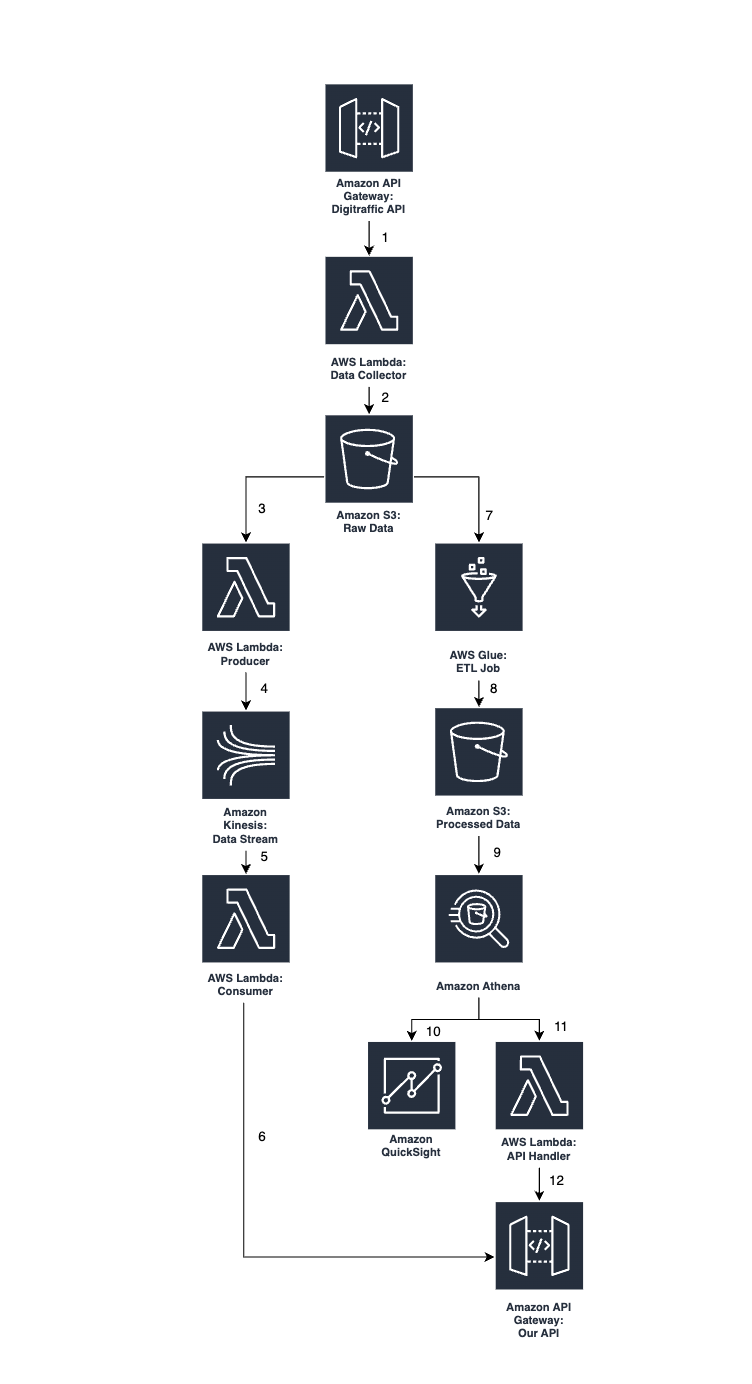 </>
Amazon API
Gateway:
Digitraffic API
1
AWS Lambda:
Data Collector
2
Amazon S3:
Raw Data
3
7
AWS Lambda:
Producer
AWS Glue:
ETL Job
4
8
Amazon
Kinesis:
Data Stream
Amazon S3:
Processed Data
5
9
AWS Lambda:
Consumer
Amazon Athena
10
11
6
Amazon
QuickSight
AWS Lambda:
API Handler
12
</>
Amazon API
Gateway:
Our API